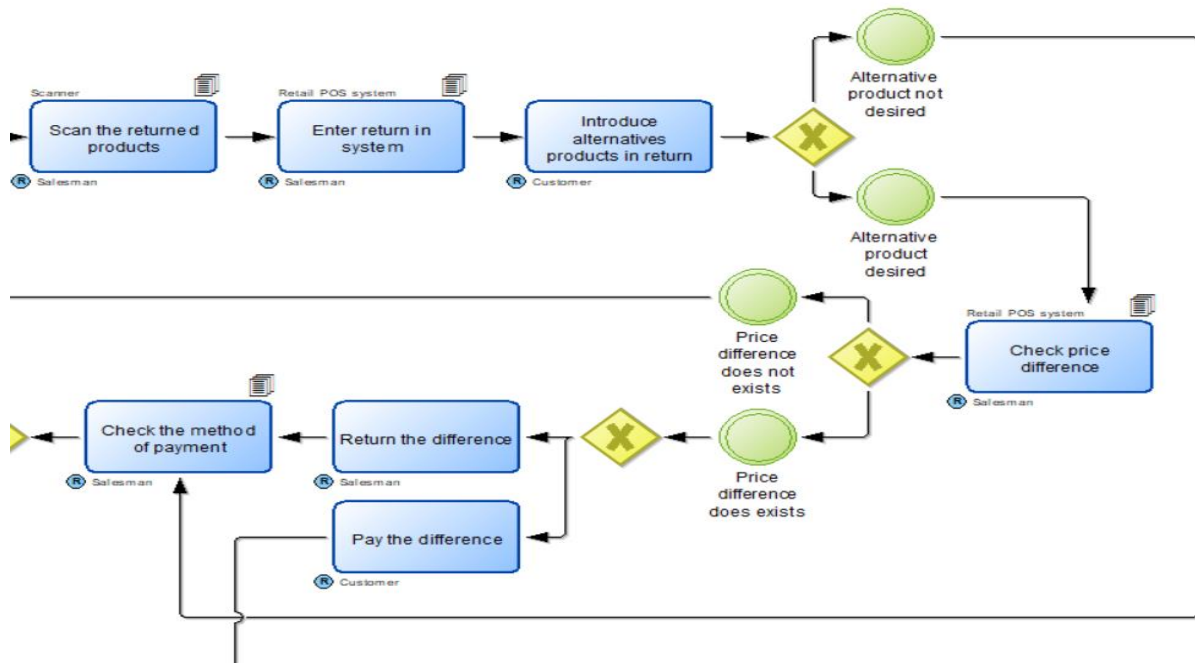 Scanner
Scan the returned
products
R Salesman
Retail POS system
Enter return in
system
R Salesman
Introduce
alternatives
products in return
R Customer
Alternative
product not
desired
Alternative
product
desired
Retail POS system
Check price
difference
R Salesman
Price
difference
does not
exists
Price
difference
does exists
Return the difference
R Salesman
Check the method
of payment
R Salesman
Pay the difference
R Customer